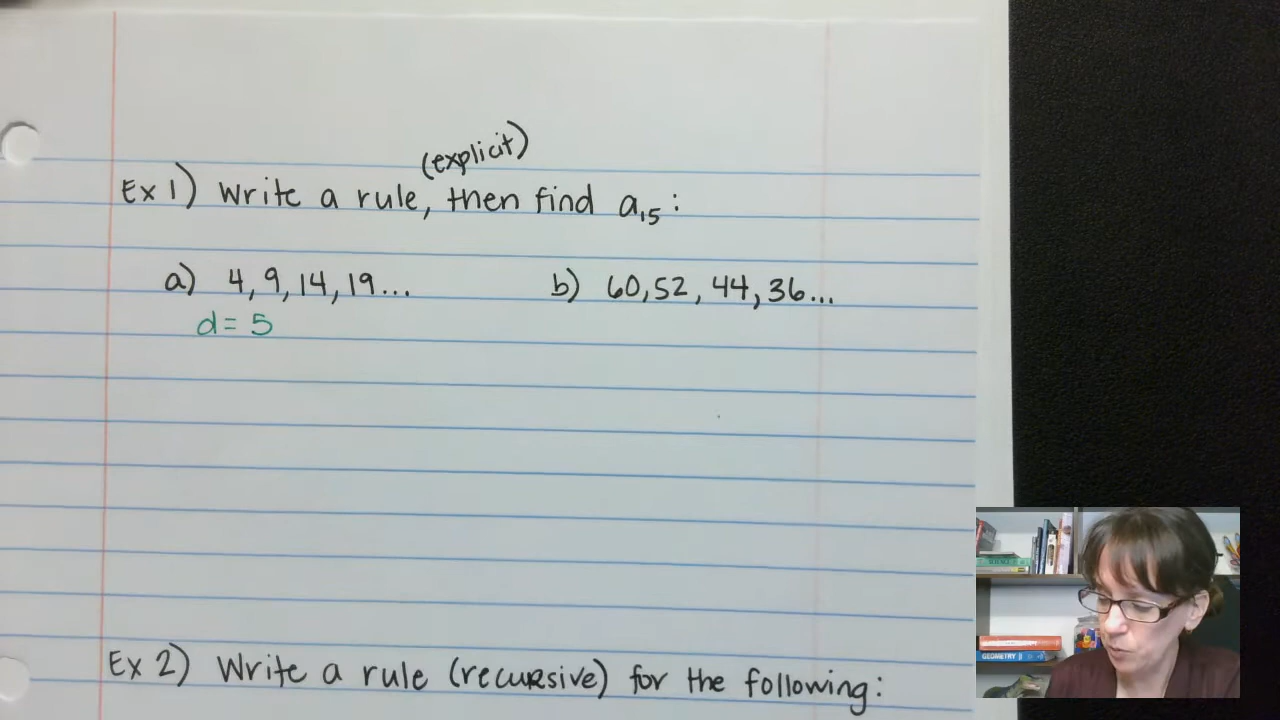 (explicit)
Ex 1) Write a rule, then find a₁₅:
a) 4, 9, 14, 19... b) 60, 52, 44, 36...
d = 5
Ex 2) Write a rule (recursive) for the following:
GEOMETRY